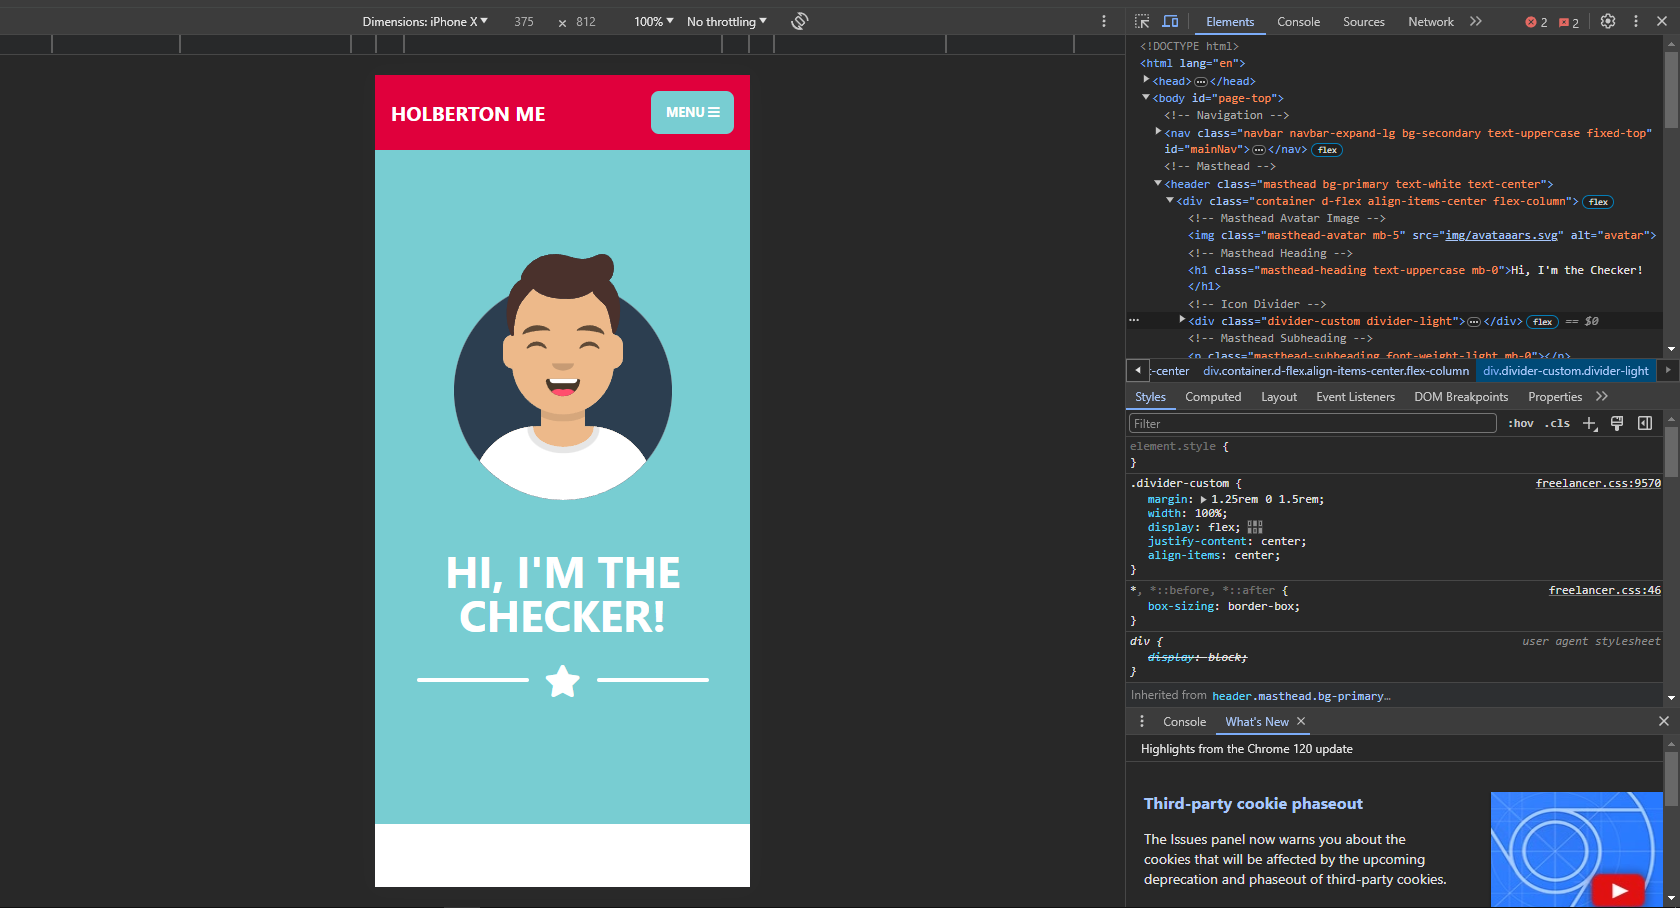 Dimensions: iPhone X 375 × 812 100% No throttling
HOLBERTON ME
MENU
HI, I'M THE
CHECKER!
Elements Console Sources Network 2 2
<!DOCTYPE html>
<html lang="en">
<head>…</head>
<body id="page-top">
<!-- Navigation -->
<nav class="navbar navbar-expand-lg bg-secondary text-uppercase fixed-top"
id="mainNav">…</nav> flex
<!-- Masthead -->
<header class="masthead bg-primary text-white text-center">
<div class="container d-flex align-items-center flex-column"> flex
<!-- Masthead Avatar Image -->
<img class="masthead-avatar mb-5" src="img/avataaars.svg" alt="avatar">
<!-- Masthead Heading -->
<h1 class="masthead-heading text-uppercase mb-0">Hi, I'm the Checker!
</h1>
<!-- Icon Divider -->
… <div class="divider-custom divider-light">…</div> flex == $0
<!-- Masthead Subheading -->
<p class="masthead-subheading font-weight-light mb-0"></p>
t-center div.container.d-flex.align-items-center.flex-column div.divider-custom.divider-light
Styles Computed Layout Event Listeners DOM Breakpoints Properties
Filter :hov .cls
element.style {
}
.divider-custom { freelancer.css:9570
margin: 1.25rem 0 1.5rem;
width: 100%;
display: flex;
justify-content: center;
align-items: center;
}
*, *::before, *::after { freelancer.css:46
box-sizing: border-box;
}
div { user agent stylesheet
display: block;
}
Inherited from header.masthead.bg-primary…
Console What's New
Highlights from the Chrome 120 update
Third-party cookie phaseout
The Issues panel now warns you about the
cookies that will be affected by the upcoming
deprecation and phaseout of third-party cookies.